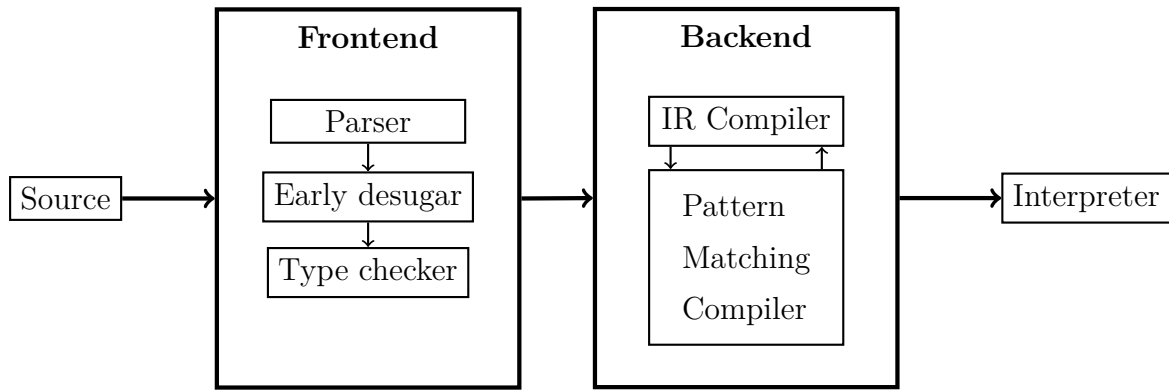 Source
Frontend
Parser
Early desugar
Type checker
Backend
IR Compiler
Pattern
Matching
Compiler
Interpreter